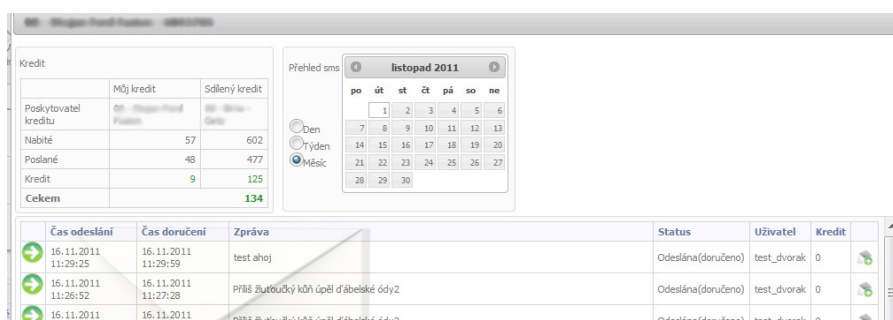 Kredit
Můj kredit Sdílený kredit
Poskytovatel kreditu
Nabité 57 602
Poslané 48 477
Kredit 9 125
Cekem 134
Přehled sms
Den
Týden
Měsíc
listopad 2011
po út st čt pá so ne
1 2 3 4 5 6
7 8 9 10 11 12 13
14 15 16 17 18 19 20
21 22 23 24 25 26 27
28 29 30
Čas odeslání Čas doručení Zpráva Status Uživatel Kredit
16.11.2011 11:29:25 16.11.2011 11:29:59 test ahoj Odeslána(doručeno) test_dvorak 0
16.11.2011 11:26:52 16.11.2011 11:27:28 Příliš žluťoučký kůň úpěl ďábelské ódy2 Odeslána(doručeno) test_dvorak 0
16.11.2011 16.11.2011